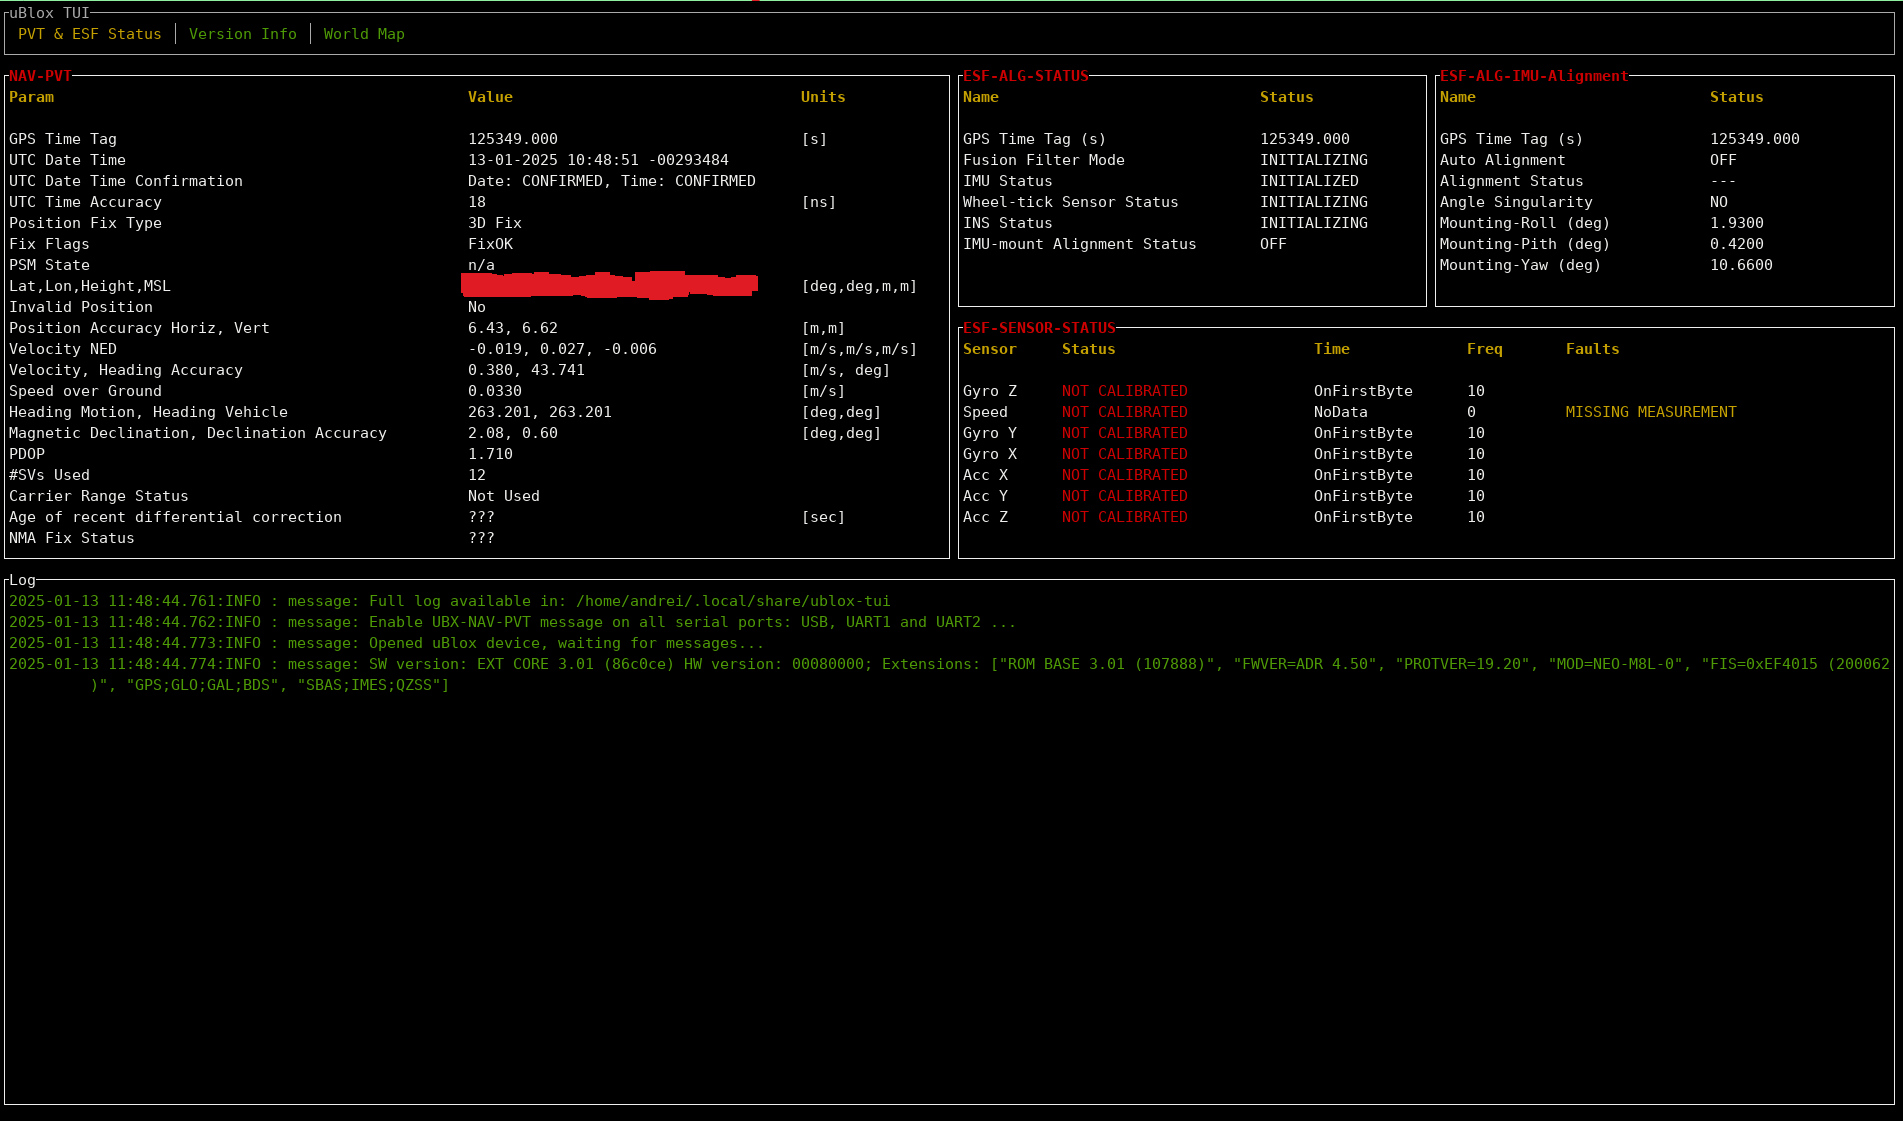 uBlox TUI
PVT & ESF Status │ Version Info │ World Map
NAV-PVT
Param Value Units
GPS Time Tag 125349.000 [s]
UTC Date Time 13-01-2025 10:48:51 -00293484
UTC Date Time Confirmation Date: CONFIRMED, Time: CONFIRMED
UTC Time Accuracy 18 [ns]
Position Fix Type 3D Fix
Fix Flags FixOK
PSM State n/a
Lat,Lon,Height,MSL [deg,deg,m,m]
Invalid Position No
Position Accuracy Horiz, Vert 6.43, 6.62 [m,m]
Velocity NED -0.019, 0.027, -0.006 [m/s,m/s,m/s]
Velocity, Heading Accuracy 0.380, 43.741 [m/s, deg]
Speed over Ground 0.0330 [m/s]
Heading Motion, Heading Vehicle 263.201, 263.201 [deg,deg]
Magnetic Declination, Declination Accuracy 2.08, 0.60 [deg,deg]
PDOP 1.710
#SVs Used 12
Carrier Range Status Not Used
Age of recent differential correction ??? [sec]
NMA Fix Status ???
ESF-ALG-STATUS
Name Status
GPS Time Tag (s) 125349.000
Fusion Filter Mode INITIALIZING
IMU Status INITIALIZED
Wheel-tick Sensor Status INITIALIZING
INS Status INITIALIZING
IMU-mount Alignment Status OFF
ESF-ALG-IMU-Alignment
Name Status
GPS Time Tag (s) 125349.000
Auto Alignment OFF
Alignment Status ---
Angle Singularity NO
Mounting-Roll (deg) 1.9300
Mounting-Pith (deg) 0.4200
Mounting-Yaw (deg) 10.6600
ESF-SENSOR-STATUS
Sensor Status Time Freq Faults
Gyro Z NOT CALIBRATED OnFirstByte 10
Speed NOT CALIBRATED NoData 0 MISSING MEASUREMENT
Gyro Y NOT CALIBRATED OnFirstByte 10
Gyro X NOT CALIBRATED OnFirstByte 10
Acc X NOT CALIBRATED OnFirstByte 10
Acc Y NOT CALIBRATED OnFirstByte 10
Acc Z NOT CALIBRATED OnFirstByte 10
Log
2025-01-13 11:48:44.761:INFO : message: Full log available in: /home/andrei/.local/share/ublox-tui
2025-01-13 11:48:44.762:INFO : message: Enable UBX-NAV-PVT message on all serial ports: USB, UART1 and UART2 ...
2025-01-13 11:48:44.773:INFO : message: Opened uBlox device, waiting for messages...
2025-01-13 11:48:44.774:INFO : message: SW version: EXT CORE 3.01 (86c0ce) HW version: 00080000; Extensions: ["ROM BASE 3.01 (107888)", "FWVER=ADR 4.50", "PROTVER=19.20", "MOD=NEO-M8L-0", "FIS=0xEF4015 (200062
)", "GPS;GLO;GAL;BDS", "SBAS;IMES;QZSS"]